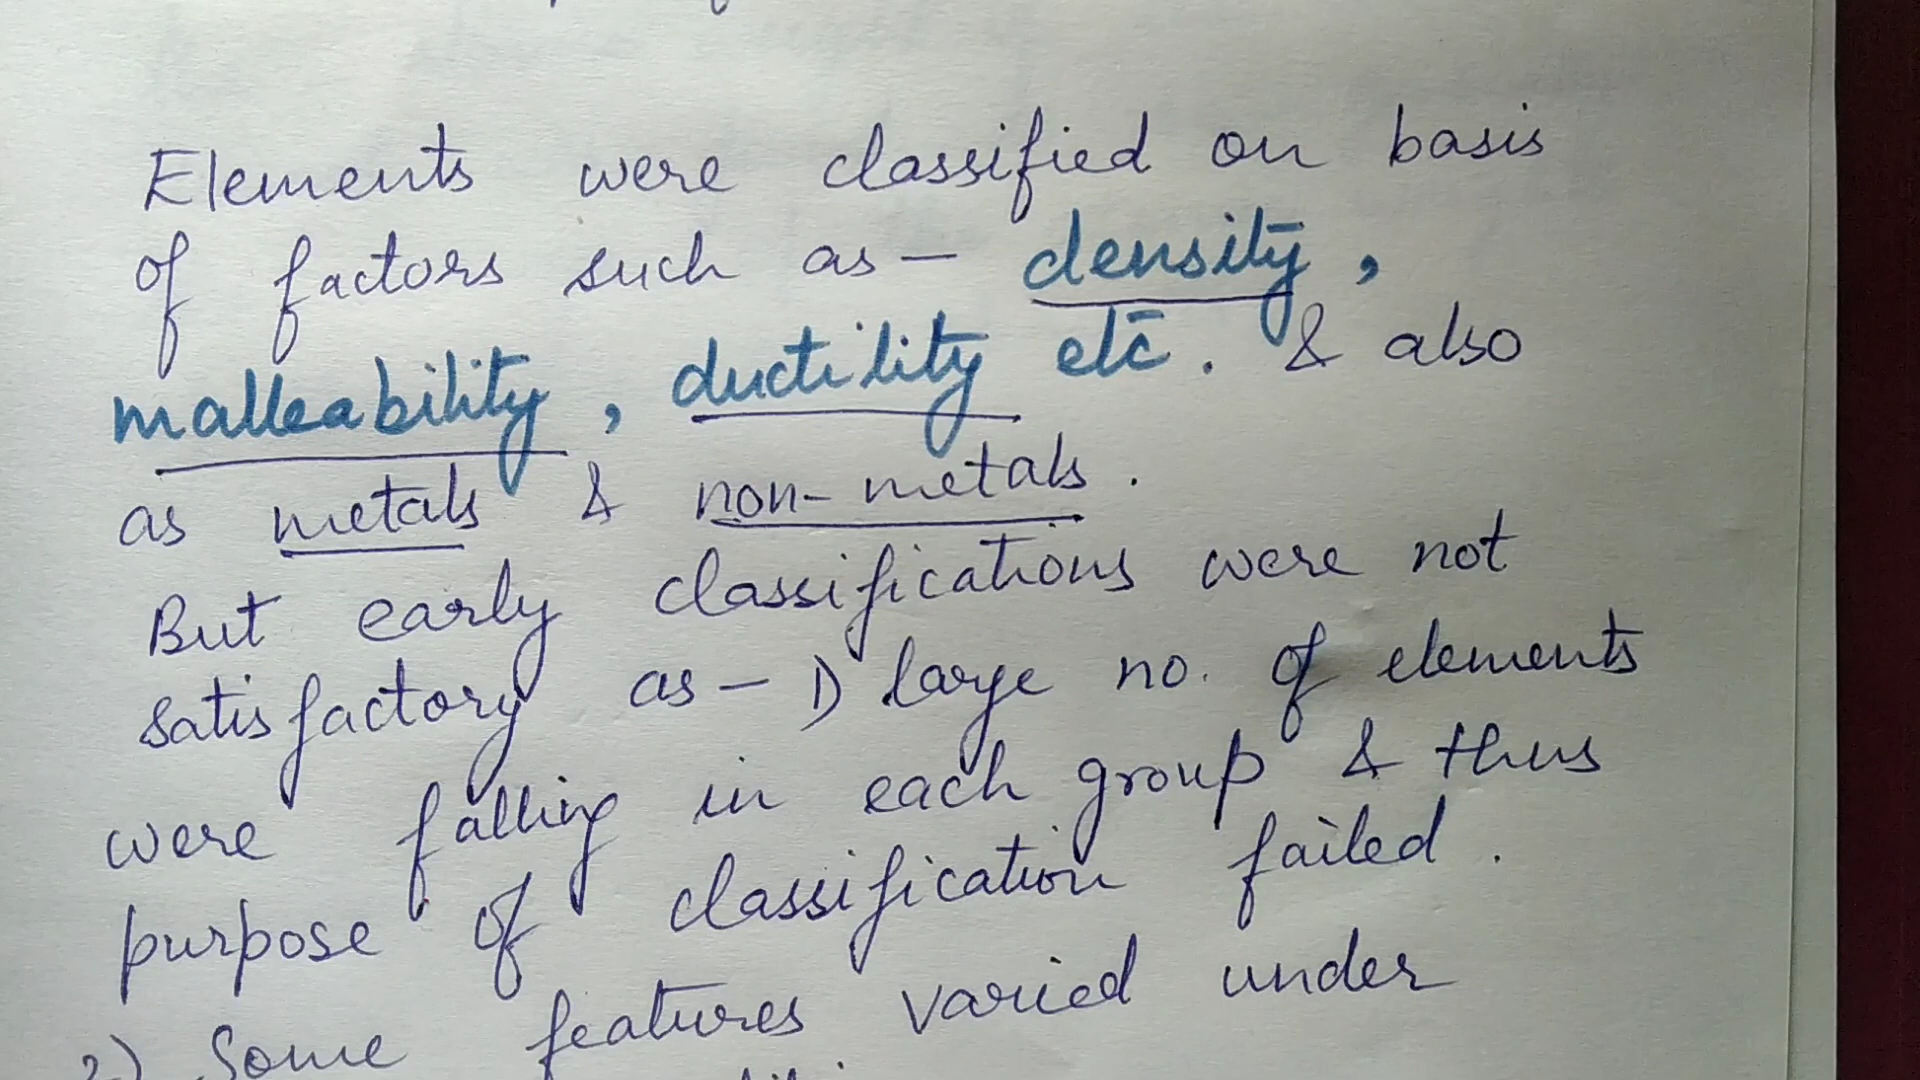 Elements were classified on basis
of factors such as - density,
malleability, ductility etc. & also
as metals & non-metals.
But early classifications were not
satisfactory as - 1) large no. of elements
were falling in each group & thus
purpose of classification failed.
2) Some features varied under